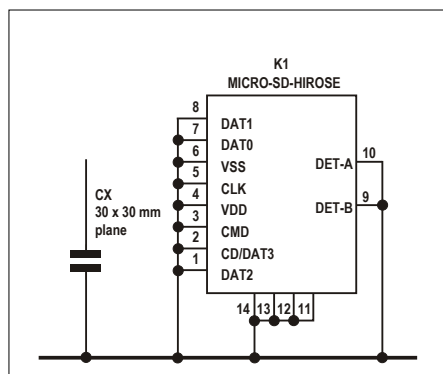 K1
MICRO-SD-HIROSE
8
DAT1
7
DAT0
6
VSS
5
CLK
4
VDD
3
CMD
2
CD/DAT3
1
DAT2
DET-A
10
DET-B
9
14
13
12
11
CX
30 x 30 mm
plane